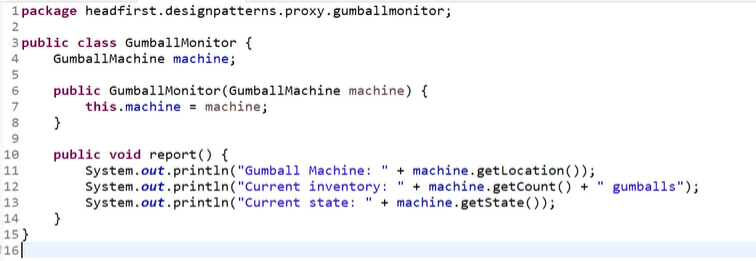 1 package headfirst.designpatterns.proxy.gumballmonitor;
2
3 public class GumballMonitor {
4     GumballMachine machine;
5
6     public GumballMonitor(GumballMachine machine) {
7         this.machine = machine;
8     }
9
10     public void report() {
11         System.out.println("Gumball Machine: " + machine.getLocation());
12         System.out.println("Current inventory: " + machine.getCount() + " gumballs");
13         System.out.println("Current state: " + machine.getState());
14     }
15 }
16